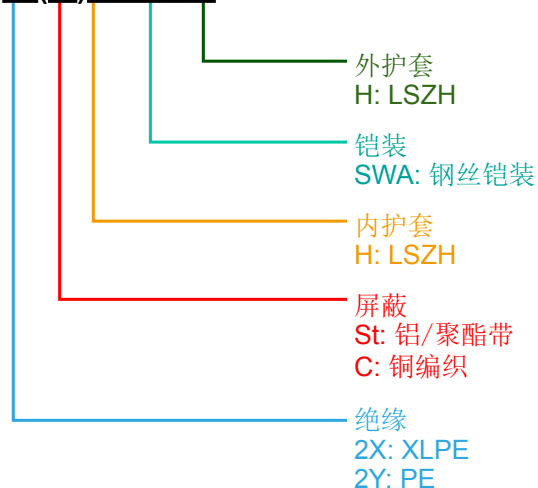 外护套
H: LSZH
铠装
SWA: 钢丝铠装
内护套
H: LSZH
屏蔽
St: 铝/聚酯带
C: 铜编织
绝缘
2X: XLPE
2Y: PE